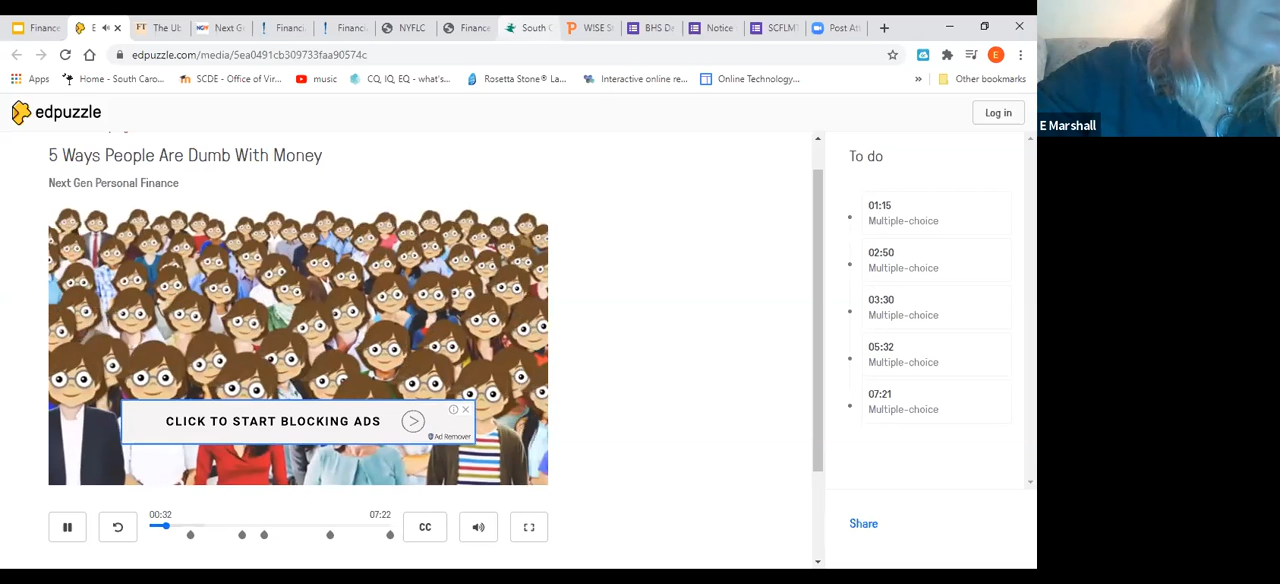 Financ
E
The Ub
Next G
Financ
Financ
NYFLC
Finance
South C
WISE S
BHS Da
Notice
SCFLM
Post At
edpuzzle.com/media/5ea0491cb309733faa90574c
E
Apps
Home - South Caro...
SCDE - Office of Vir...
music
CQ, IQ, EQ - what's...
Rosetta Stone® La...
Interactive online re...
Online Technology...
»
Other bookmarks
edpuzzle
Log in
E Marshall
5 Ways People Are Dumb With Money
Next Gen Personal Finance
CLICK TO START BLOCKING ADS
Ad Remover
00:32
07:22
CC
To do
01:15
Multiple-choice
02:50
Multiple-choice
03:30
Multiple-choice
05:32
Multiple-choice
07:21
Multiple-choice
Share